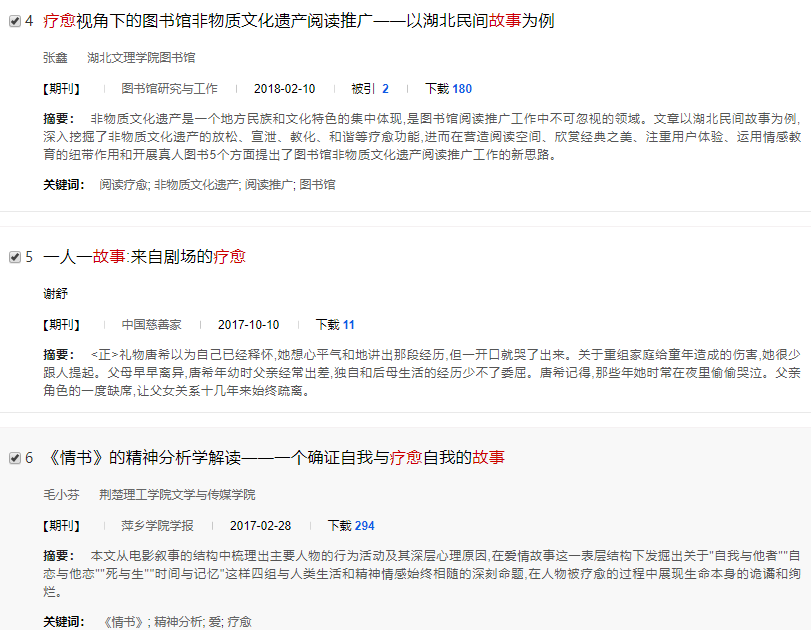 4 疗愈视角下的图书馆非物质文化遗产阅读推广——以湖北民间故事为例
张鑫 湖北文理学院图书馆
【期刊】 图书馆研究与工作 2018-02-10 被引 2 下载 180
摘要： 非物质文化遗产是一个地方民族和文化特色的集中体现,是图书馆阅读推广工作中不可忽视的领域。文章以湖北民间故事为例,
深入挖掘了非物质文化遗产的放松、宣泄、教化、和谐等疗愈功能,进而在营造阅读空间、欣赏经典之美、注重用户体验、运用情感教
育的纽带作用和开展真人图书5个方面提出了图书馆非物质文化遗产阅读推广工作的新思路。
关键词： 阅读疗愈; 非物质文化遗产; 阅读推广; 图书馆
5 一人一故事:来自剧场的疗愈
谢舒
【期刊】 中国慈善家 2017-10-10 下载 11
摘要： <正>礼物唐希以为自己已经释怀,她想心平气和地讲出那段经历,但一开口就哭了出来。关于重组家庭给童年造成的伤害,她很少
跟人提起。父母早早离异,唐希年幼时父亲经常出差,独自和后母生活的经历少不了委屈。唐希记得,那些年她时常在夜里偷偷哭泣。父亲
角色的一度缺席,让父女关系十几年来始终疏离。
6 《情书》的精神分析学解读——一个确证自我与疗愈自我的故事
毛小芬 荆楚理工学院文学与传媒学院
【期刊】 萍乡学院学报 2017-02-28 下载 294
摘要： 本文从电影叙事的结构中梳理出主要人物的行为活动及其深层心理原因,在爱情故事这一表层结构下发掘出关于"自我与他者""自
恋与他恋""死与生""时间与记忆"这样四组与人类生活和精神情感始终相随的深刻命题,在人物被疗愈的过程中展现生命本身的诡谲和绚
烂。
关键词： 《情书》; 精神分析; 爱; 疗愈